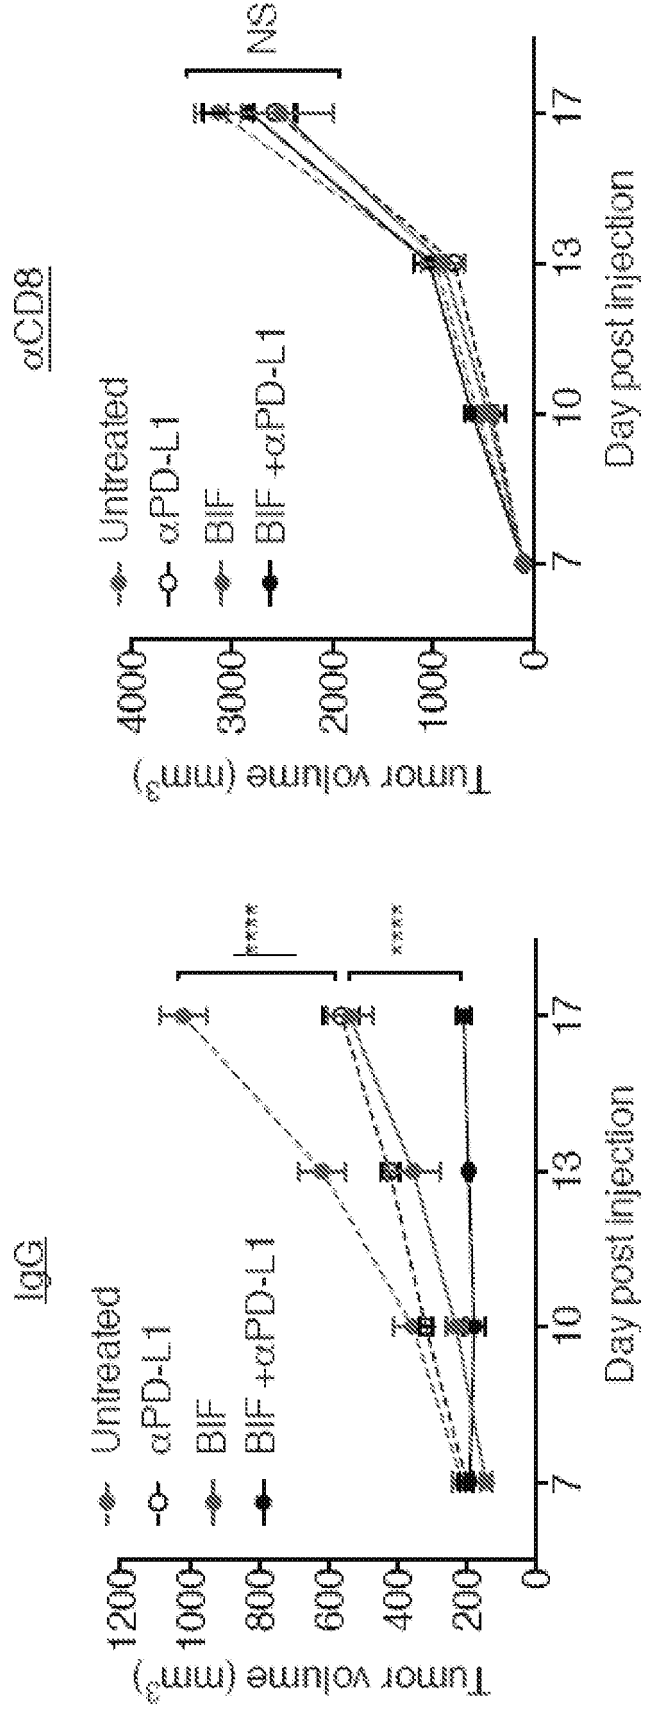 IgG
Untreated
αPD-L1
BIF
BIF +αPD-L1
Tumor volume (mm³)
1200
1000
800
600
400
200
0
7
10
13
17
Day post injection
****
****
αCD8
Untreated
αPD-L1
BIF
BIF +αPD-L1
Tumor volume (mm³)
4000
3000
2000
1000
0
7
10
13
17
Day post injection
NS